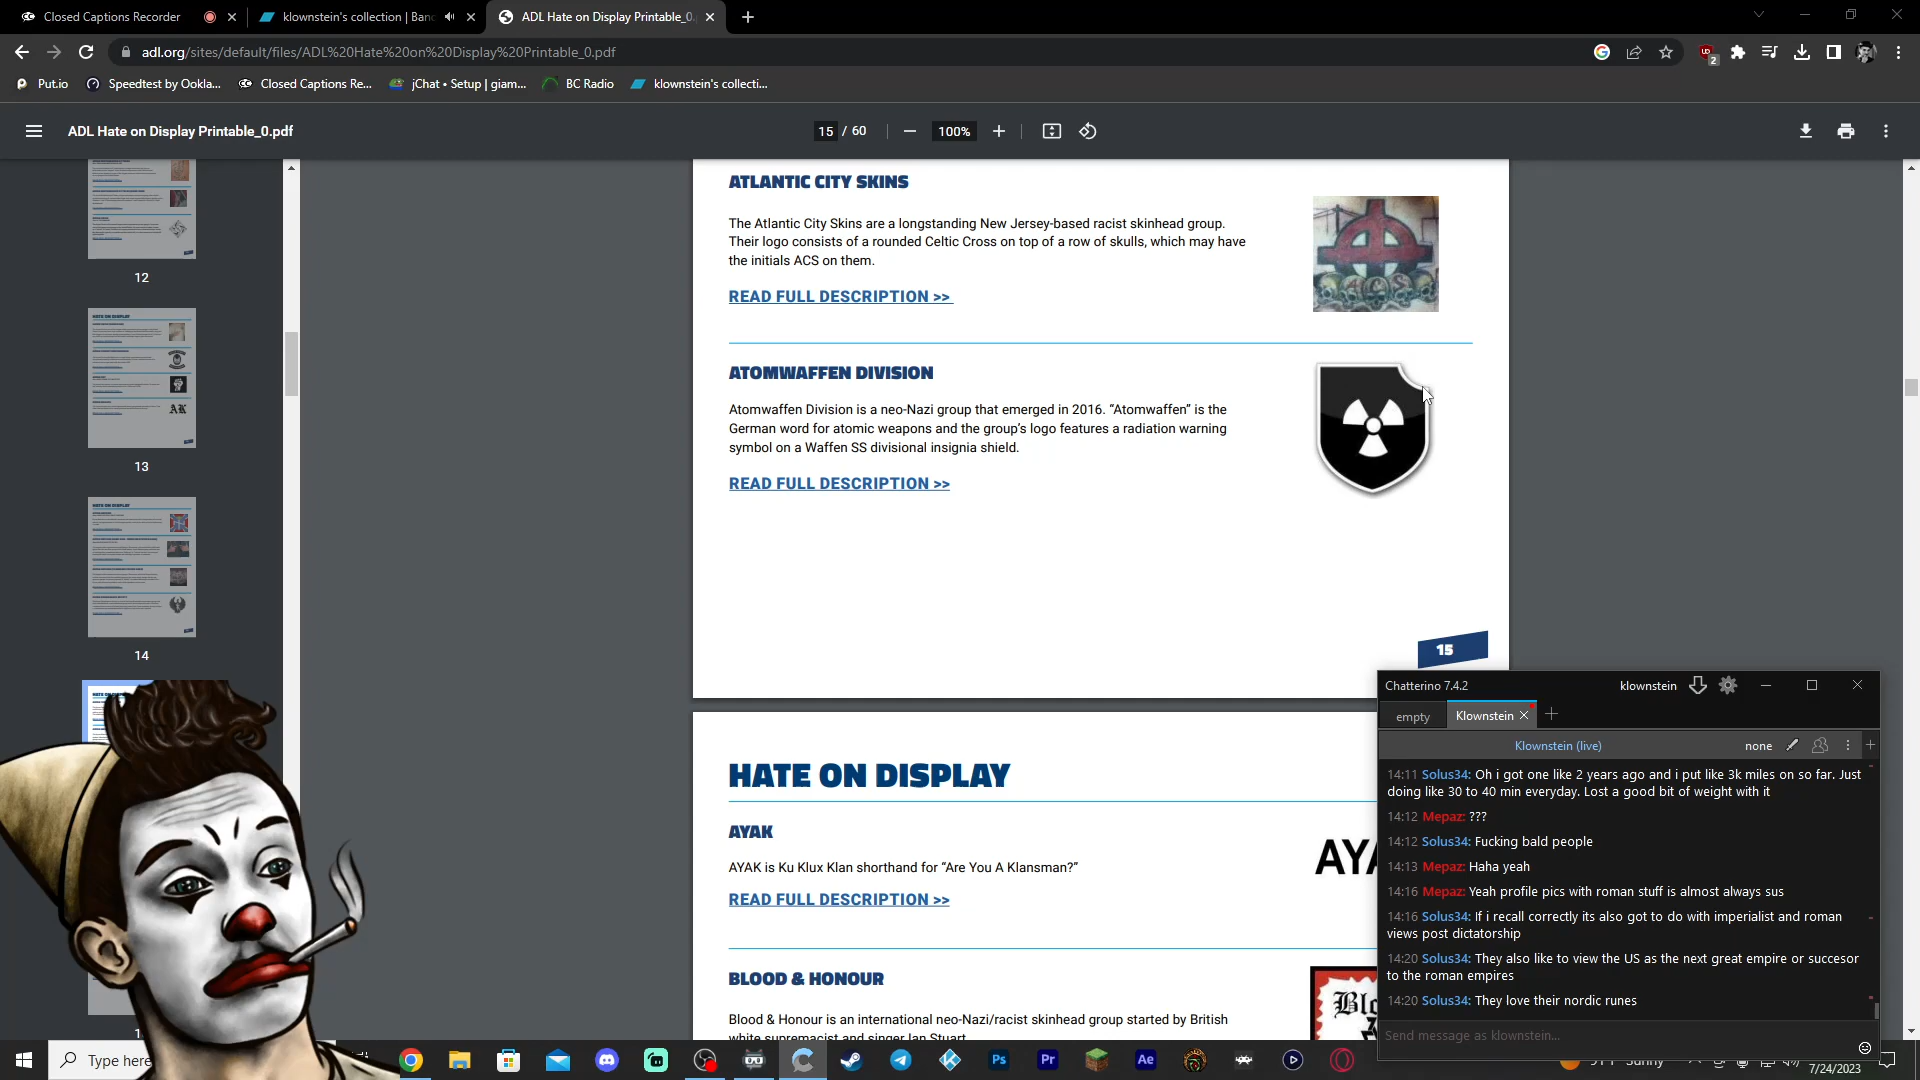 Closed Captions Recorder
klownstein's collection | Banc
ADL Hate on Display Printable_0.
adl.org/sites/default/files/ADL%20Hate%20on%20Display%20Printable_0.pdf
2
Put.io
Speedtest by Ookla...
Closed Captions Re...
jChat • Setup | giam...
BC Radio
klownstein's collecti...
ADL Hate on Display Printable_0.pdf
15 / 60
100%
12
13
14
AK
ATLANTIC CITY SKINS
The Atlantic City Skins are a longstanding New Jersey-based racist skinhead group.
Their logo consists of a rounded Celtic Cross on top of a row of skulls, which may have
the initials ACS on them.
READ FULL DESCRIPTION >>
ATOMWAFFEN DIVISION
Atomwaffen Division is a neo-Nazi group that emerged in 2016. “Atomwaffen” is the
German word for atomic weapons and the group's logo features a radiation warning
symbol on a Waffen SS divisional insignia shield.
READ FULL DESCRIPTION >>
15
HATE ON DISPLAY
AYAK
AYAK is Ku Klux Klan shorthand for “Are You A Klansman?”
READ FULL DESCRIPTION >>
BLOOD & HONOUR
Blood & Honour is an international neo-Nazi/racist skinhead group started by British
white supremacist and singer Ian Stuart
Chatterino 7.4.2
klownstein
empty
Klownstein
Klownstein (live)
none
14:11 Solus34: Oh i got one like 2 years ago and i put like 3k miles on so far. Just
doing like 30 to 40 min everyday. Lost a good bit of weight with it
14:12 Mepaz: ???
14:12 Solus34: Fucking bald people
14:13 Mepaz: Haha yeah
14:16 Mepaz: Yeah profile pics with roman stuff is almost always sus
14:16 Solus34: If i recall correctly its also got to do with imperialist and roman
views post dictatorship
14:20 Solus34: They also like to view the US as the next great empire or succesor
to the roman empires
14:20 Solus34: They love their nordic runes
Send message as klownstein...
Type here
Ps
Pr
Ae
Sunny
7/24/2023